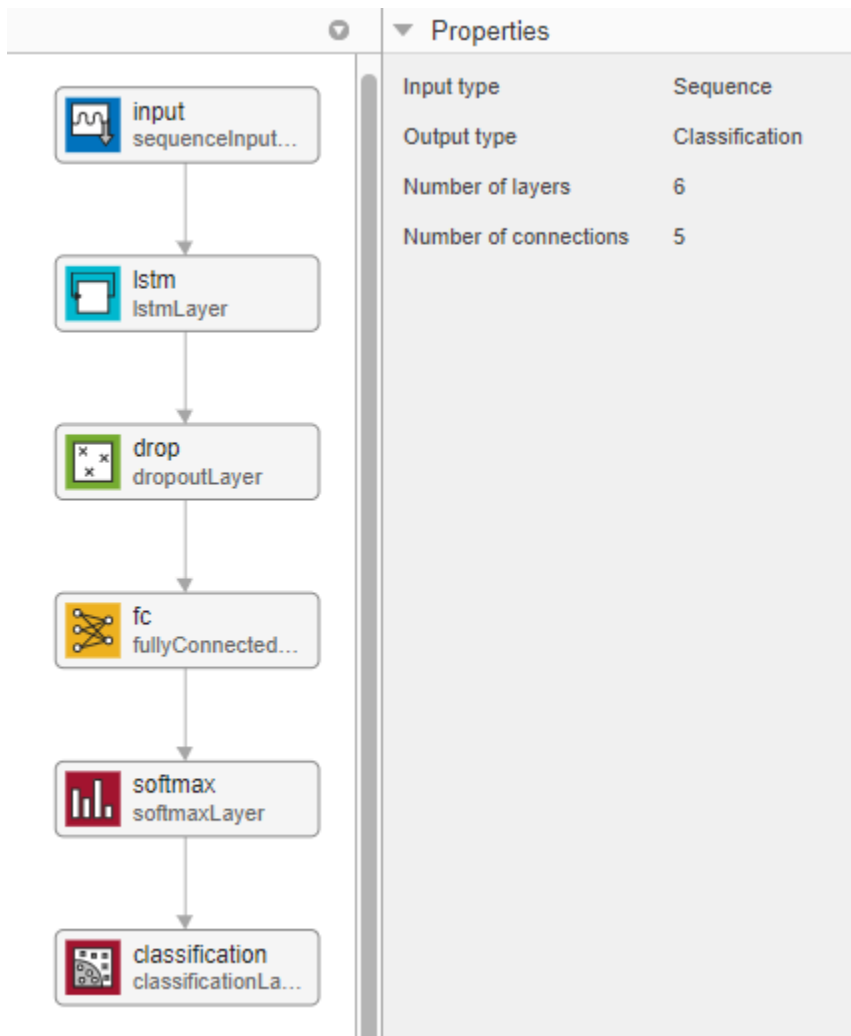 input
sequenceInput...
lstm
lstmLayer
drop
dropoutLayer
fc
fullyConnected...
softmax
softmaxLayer
classification
classificationLa...
Properties
Input type Sequence
Output type Classification
Number of layers 6
Number of connections 5